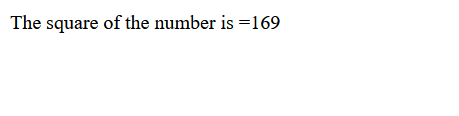 The square of the number is =169